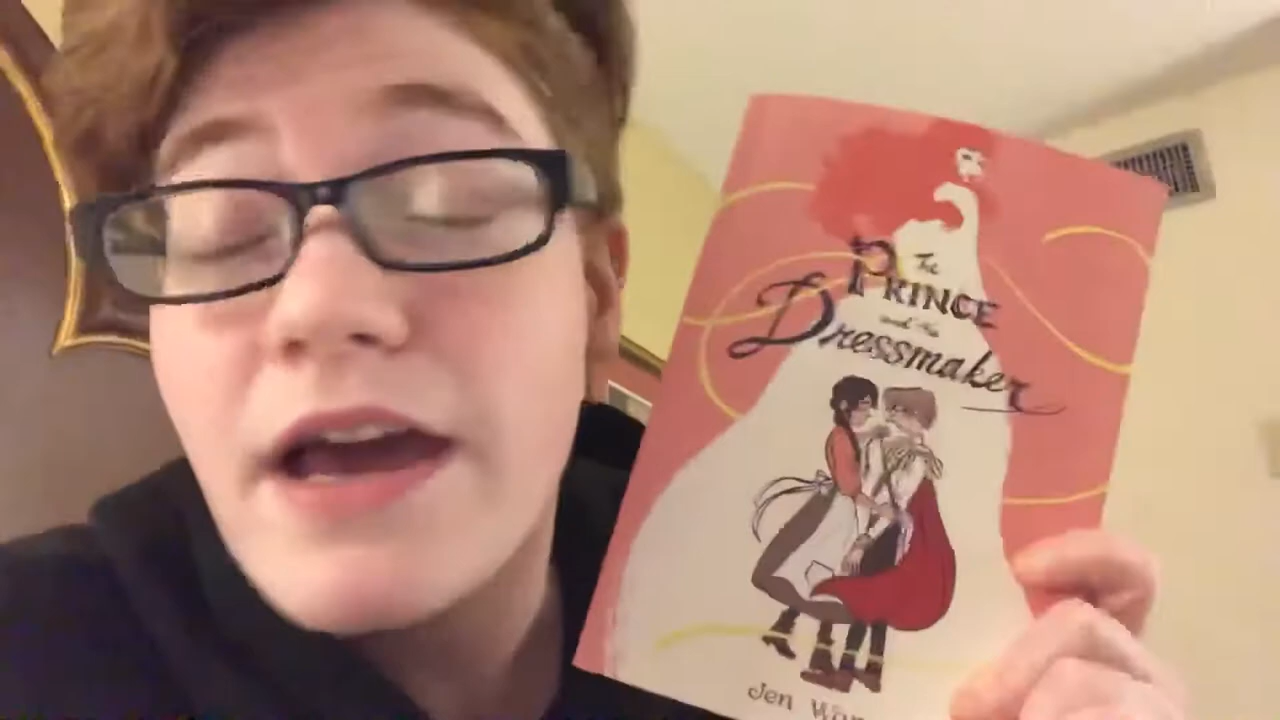 The
PRINCE
and the
Dressmaker
Jen